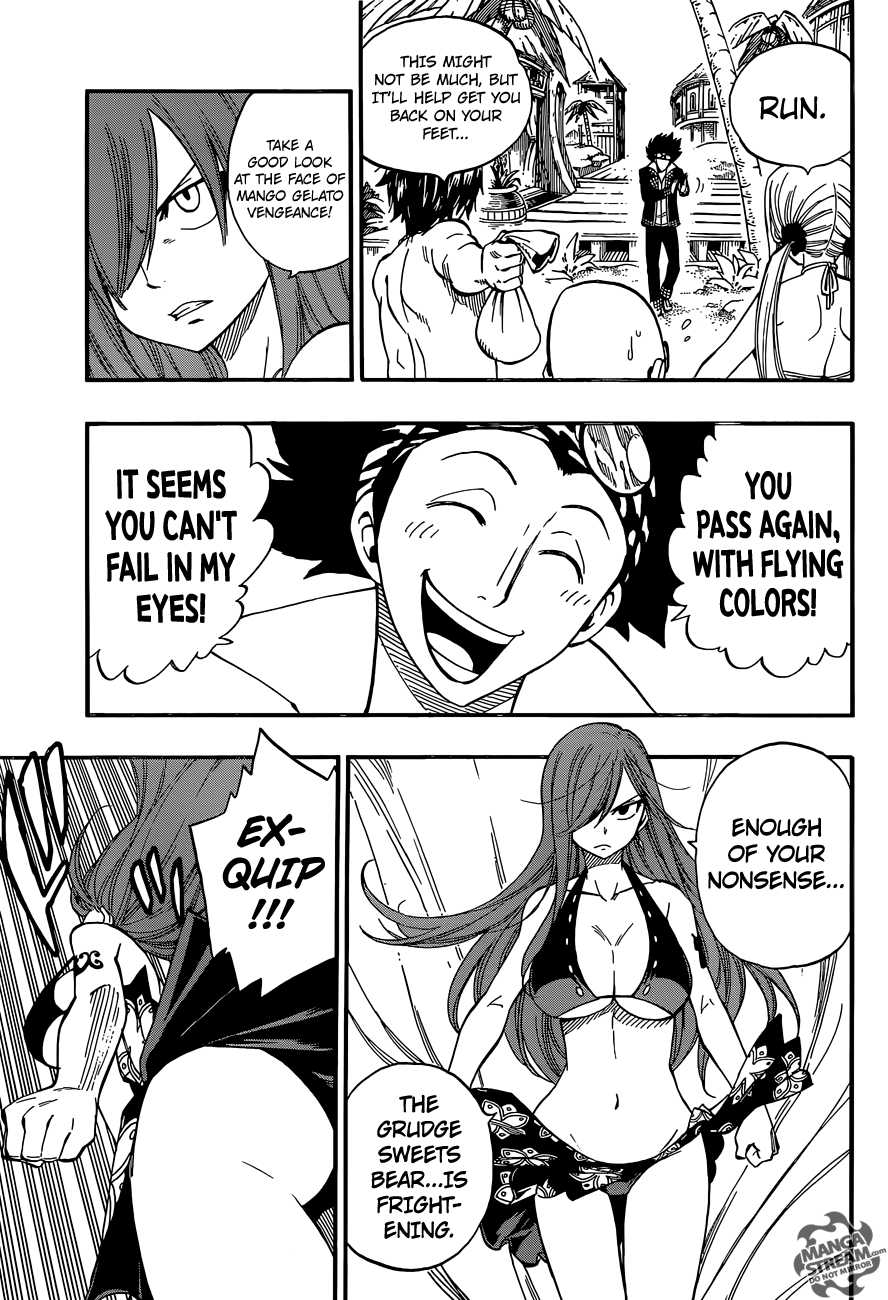 RUN.
THIS MIGHT
NOT BE MUCH, BUT
IT'LL HELP GET YOU
BACK ON YOUR
FEET...
TAKE A
GOOD LOOK
AT THE FACE OF
MANGO GELATO
VENGEANCE!
YOU
PASS AGAIN,
WITH FLYING
COLORS!
IT SEEMS
YOU CAN'T
FAIL IN MY
EYES!
ENOUGH
OF YOUR
NONSENSE...
THE
GRUDGE
SWEETS
BEAR...IS
FRIGHT-
ENING.
EX-
QUIP
!!!
MANGA
STREAM.COM
DO NOT MIRROR!